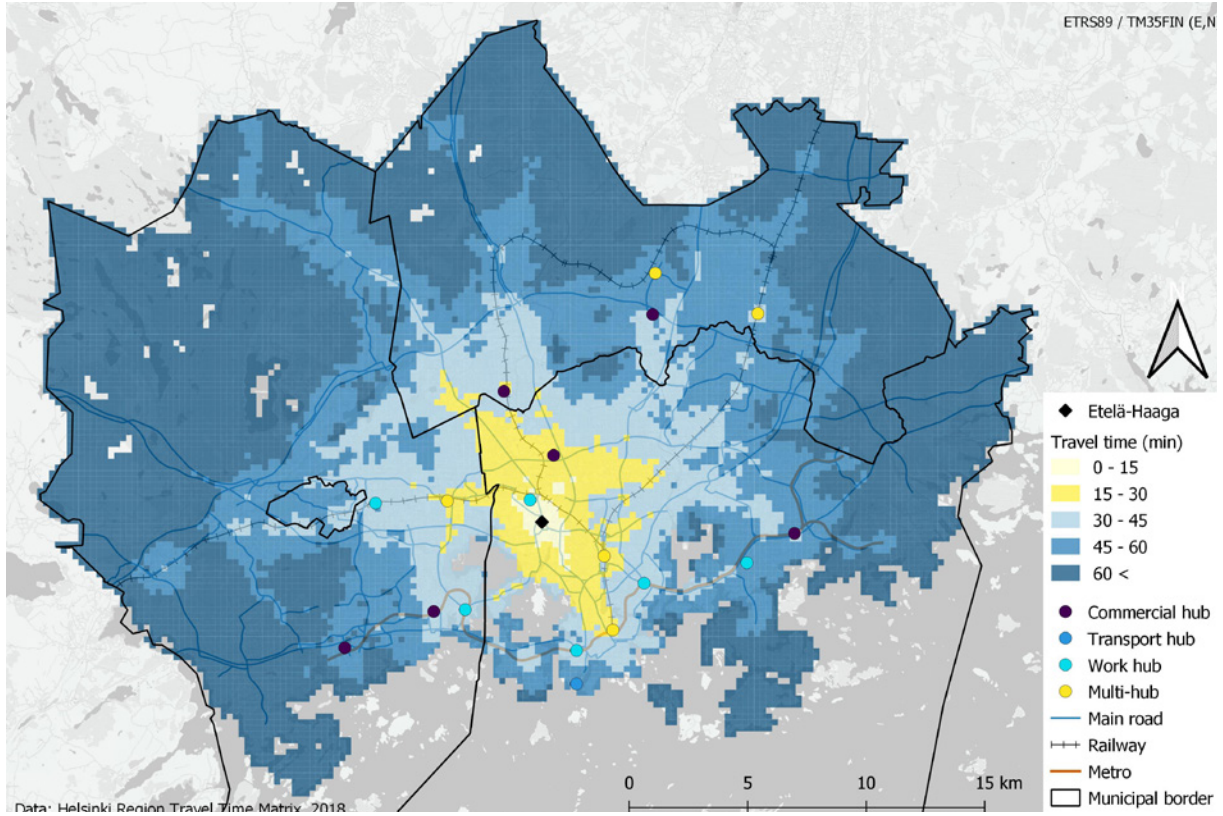 ETRS89 / TM35FIN (E,N
N
Etelä-Haaga
Travel time (min)
0 - 15
15 - 30
30 - 45
45 - 60
60 <
Commercial hub
Transport hub
Work hub
Multi-hub
Main road
Railway
Metro
Municipal border
0 5 10 15 km
Data: Helsinki Region Travel Time Matrix, 2018